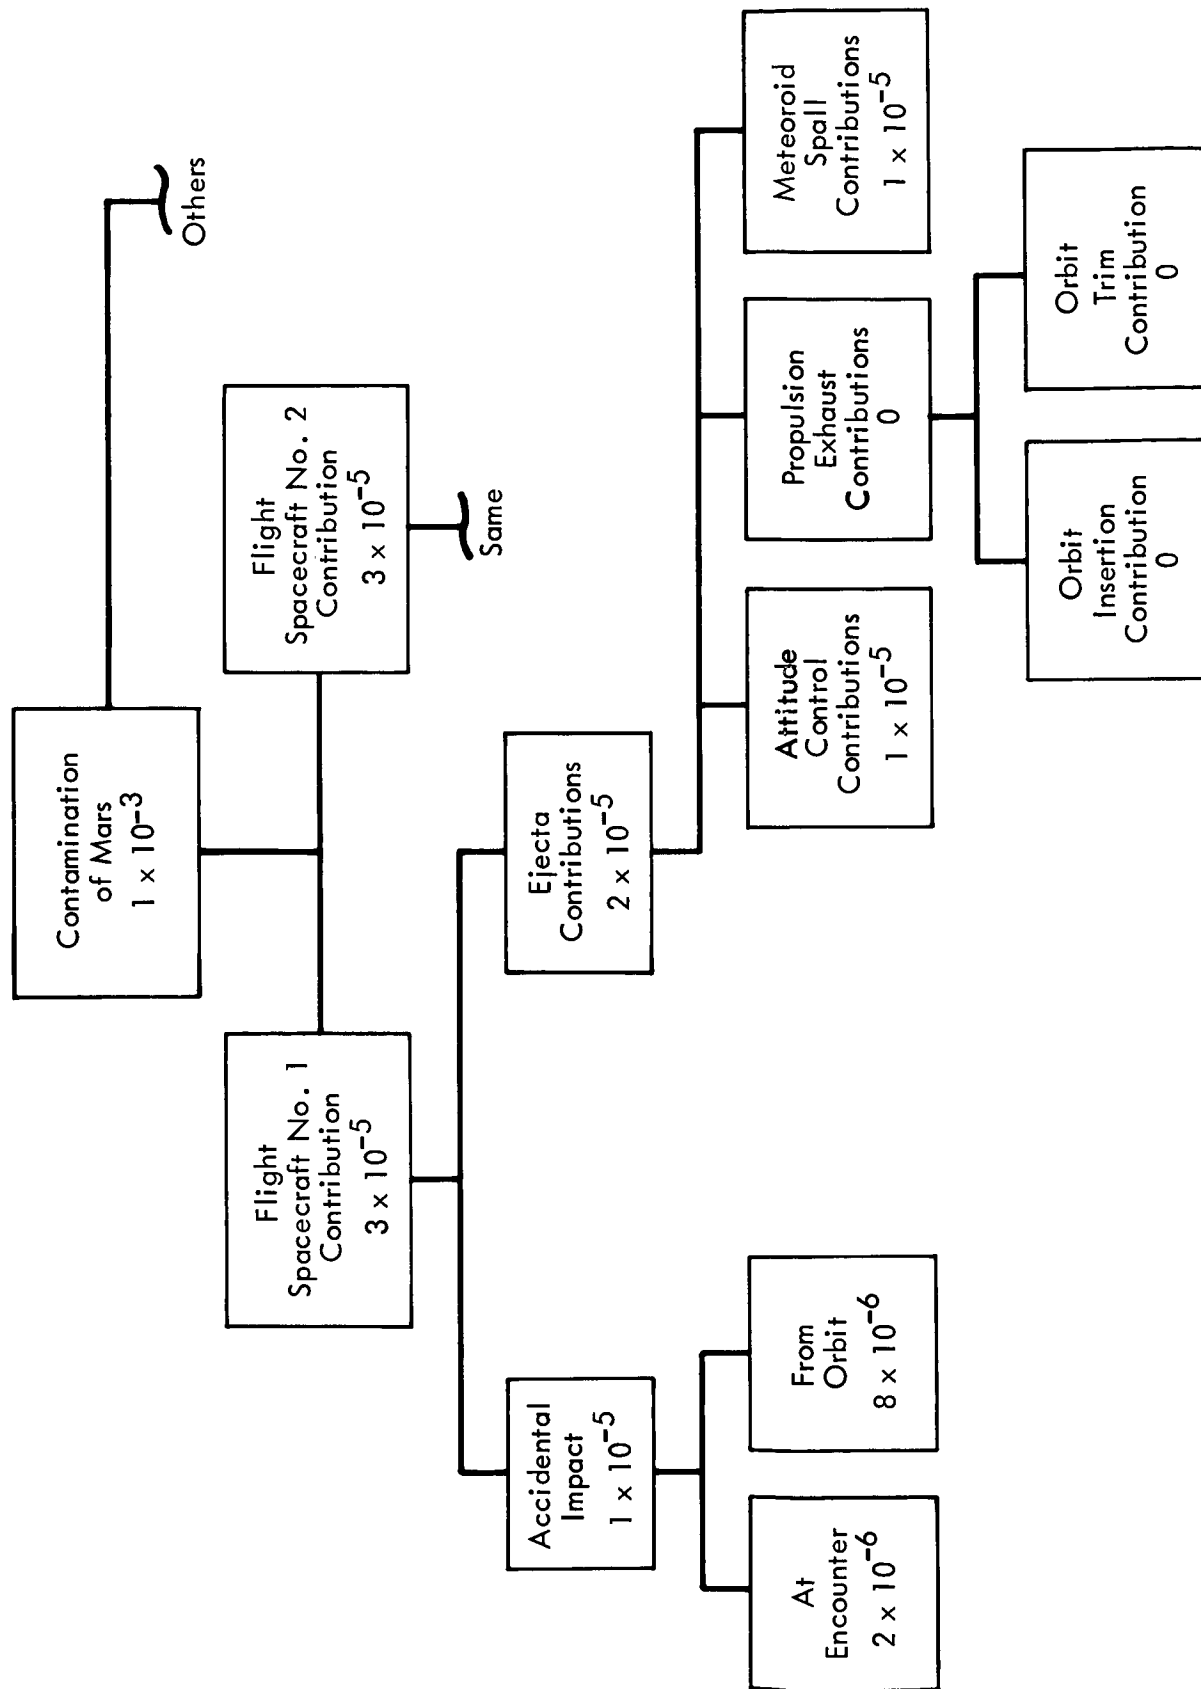 Contamination
of Mars
1 x 10⁻³
Others
Flight
Spacecraft No. 1
Contribution
3 x 10⁻⁵
Flight
Spacecraft No. 2
Contribution
3 x 10⁻⁵
Same
Accidental
Impact
1 x 10⁻⁵
Ejecta
Contributions
2 x 10⁻⁵
At
Encounter
2 x 10⁻⁶
From
Orbit
8 x 10⁻⁶
Attitude
Control
Contributions
1 x 10⁻⁵
Propulsion
Exhaust
Contributions
0
Meteoroid
Spall
Contributions
1 x 10⁻⁵
Orbit
Insertion
Contribution
0
Orbit
Trim
Contribution
0